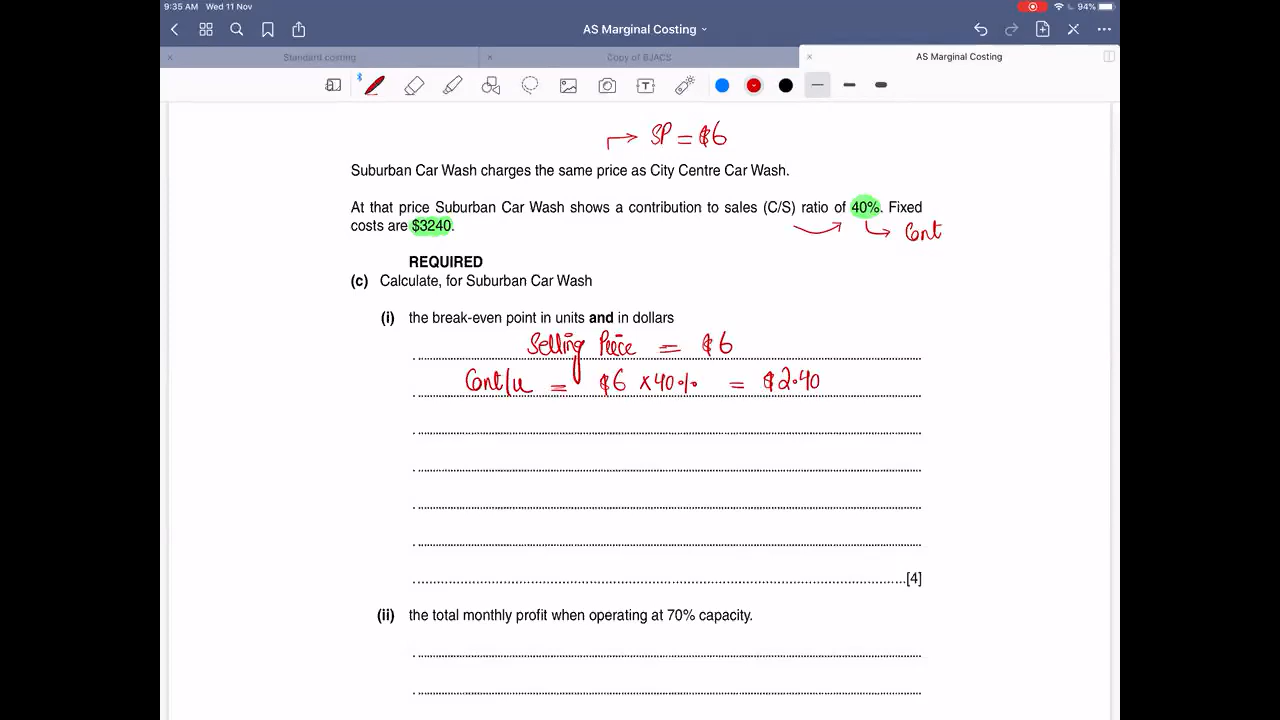 9:35 AM Wed 11 Nov
94%
AS Marginal Costing
Standard costing
Copy of BJACS
AS Marginal Costing
SP = $6
Suburban Car Wash charges the same price as City Centre Car Wash.
At that price Suburban Car Wash shows a contribution to sales (C/S) ratio of 40%. Fixed
costs are $3240.
Cont
REQUIRED
(c) Calculate, for Suburban Car Wash
(i) the break-even point in units and in dollars
Selling Price = $6
Cont/u = $6 x40% = $2.40
[4]
(ii) the total monthly profit when operating at 70% capacity.